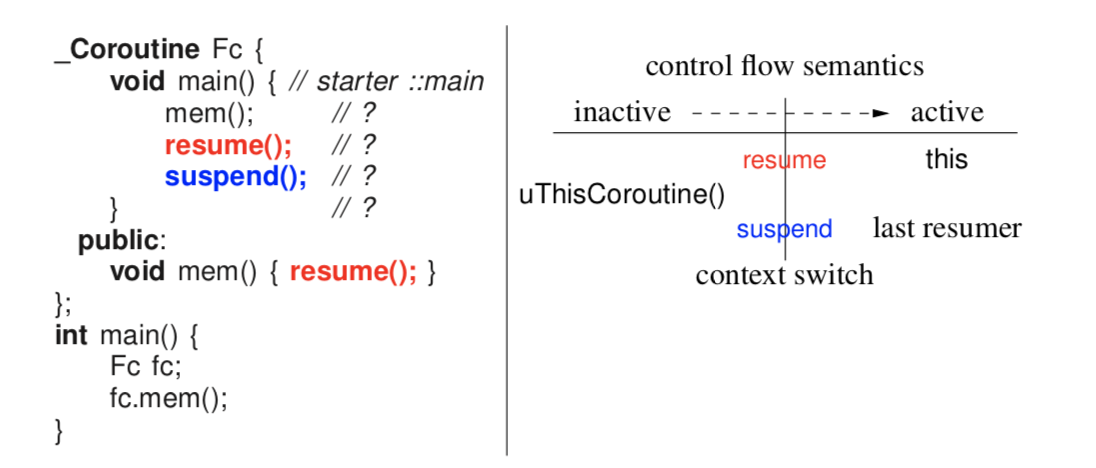 _Coroutine Fc {
void main() { // starter ::main
mem(); // ?
resume(); // ?
suspend(); // ?
} // ?
public:
void mem() { resume(); }
};
int main() {
Fc fc;
fc.mem();
}
control flow semantics
inactive active
resume this
uThisCoroutine()
suspend last resumer
context switch